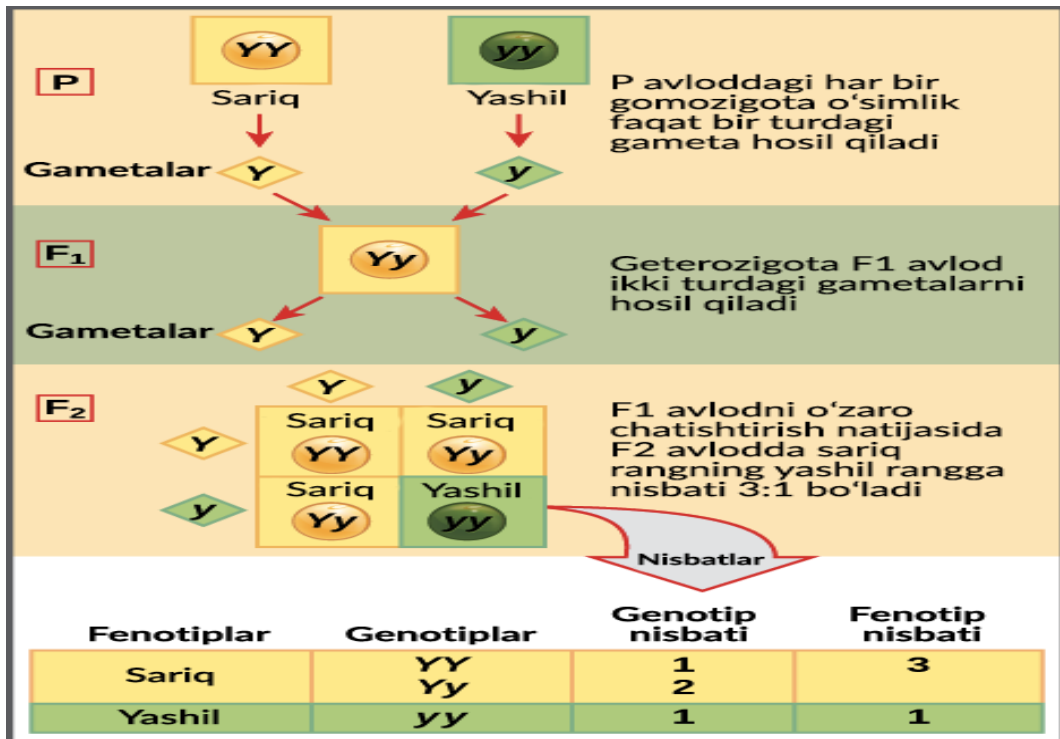 YY
yy
P
Sariq
Yashil
P avloddagi har bir
gomozigota o‘simlik
faqat bir turdagi
gameta hosil qiladi
Gametalar
Y
y
F1
Yy
Geterozigota F1 avlod
ikki turdagi gametalarni
hosil qiladi
Gametalar
Y
y
F2
Y
y
Y
Sariq
YY
Sariq
Yy
y
Sariq
Yy
Yashil
yy
F1 avlodni o‘zaro
chatishtirish natijasida
F2 avlodda sariq
rangning yashil rangga
nisbati 3:1 bo‘ladi
Nisbatlar
Fenotiplar
Genotiplar
Genotip
nisbati
Fenotip
nisbati
Sariq
YY
Yy
1
2
3
Yashil
yy
1
1